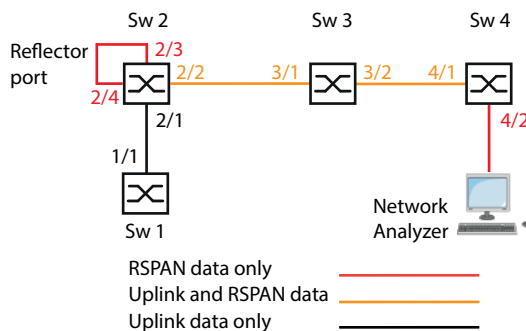 Sw 2
Sw 3
Sw 4
Reflector
port
2/3
2/2
3/1
3/2
4/1
2/4
2/1
4/2
1/1
Sw 1
Network
Analyzer
RSPAN data only
Uplink and RSPAN data
Uplink data only